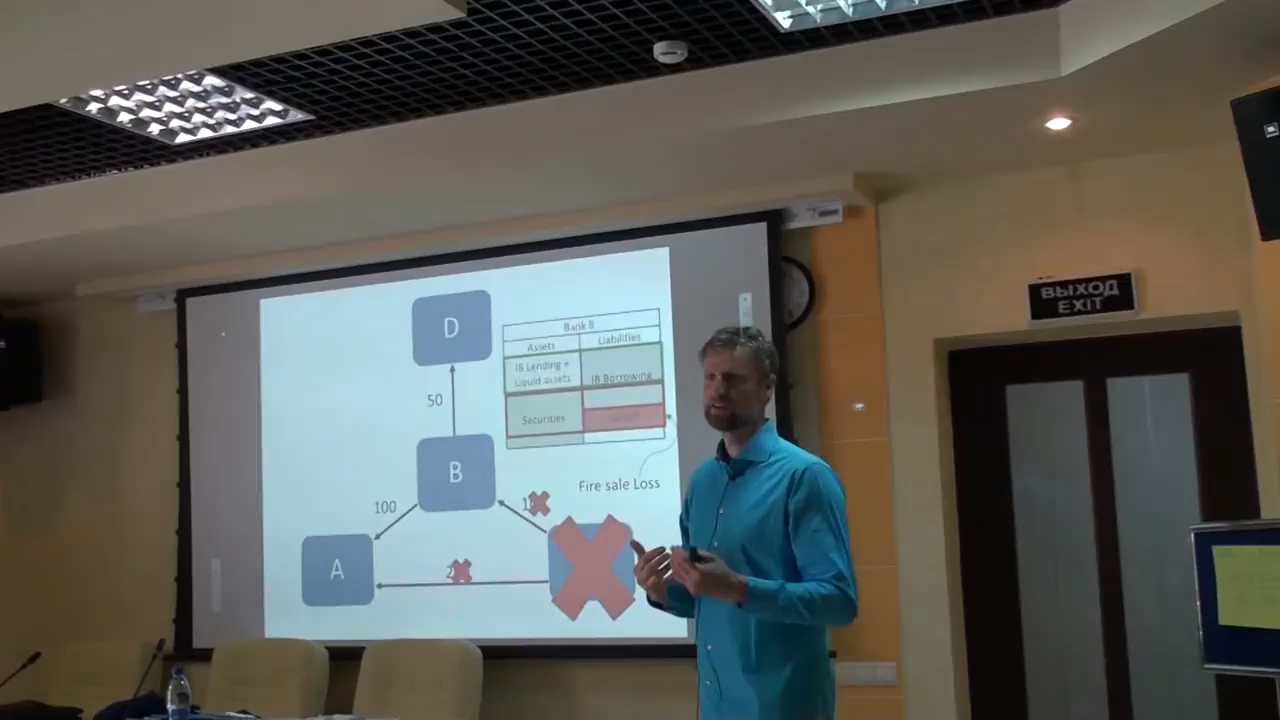 D
Bank B
Assets
Liabilities
IB Lending +
Liquid assets
IB Borrowing
Securities
50
B
Fire sale Loss
100
A
ВЫХОД
EXIT